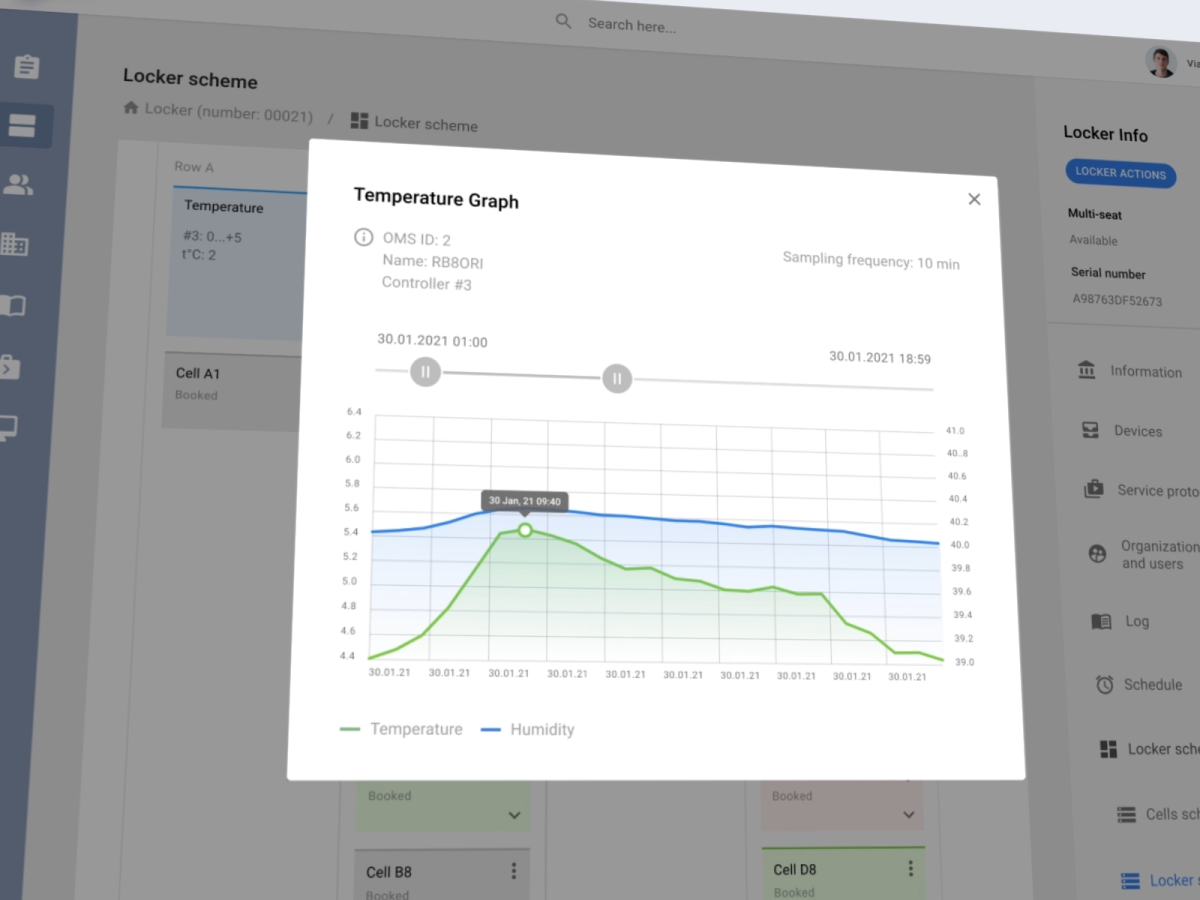 Search here...
Via
Locker scheme
Locker (number: 00021) / Locker scheme
Row A
Temperature
#3: 0...+5
t°C: 2
Cell A1
Booked
Temperature Graph
OMS ID: 2
Name: RB8ORI
Controller #3
Sampling frequency: 10 min
30.01.2021 01:00
30.01.2021 18:59
6.4
6.2
6.0
5.8
5.6
5.4
5.2
5.0
4.8
4.6
4.4
30 Jan, 21 09:40
41.0
40..8
40.6
40.4
40.2
40.0
39.8
39.6
39.4
39.2
39.0
30.01.21 30.01.21 30.01.21 30.01.21 30.01.21 30.01.21 30.01.21 30.01.21 30.01.21 30.01.21
Temperature Humidity
Booked
Cell B8
Booked
Booked
Cell D8
Booked
Locker Info
LOCKER ACTIONS
Multi-seat
Available
Serial number
A98763DF52673
Information
Devices
Service proto
Organization
and users
Log
Schedule
Locker sche
Cells sch
Locker s